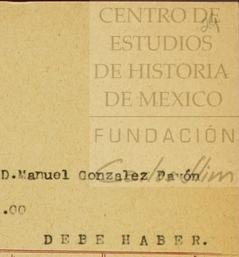 CENTRO DE
ESTUDIOS
DE HISTORIA
DE MEXICO
FUNDACIÓN
D.Manuel Gonzalez Pavón
.00
DEBE HABER.